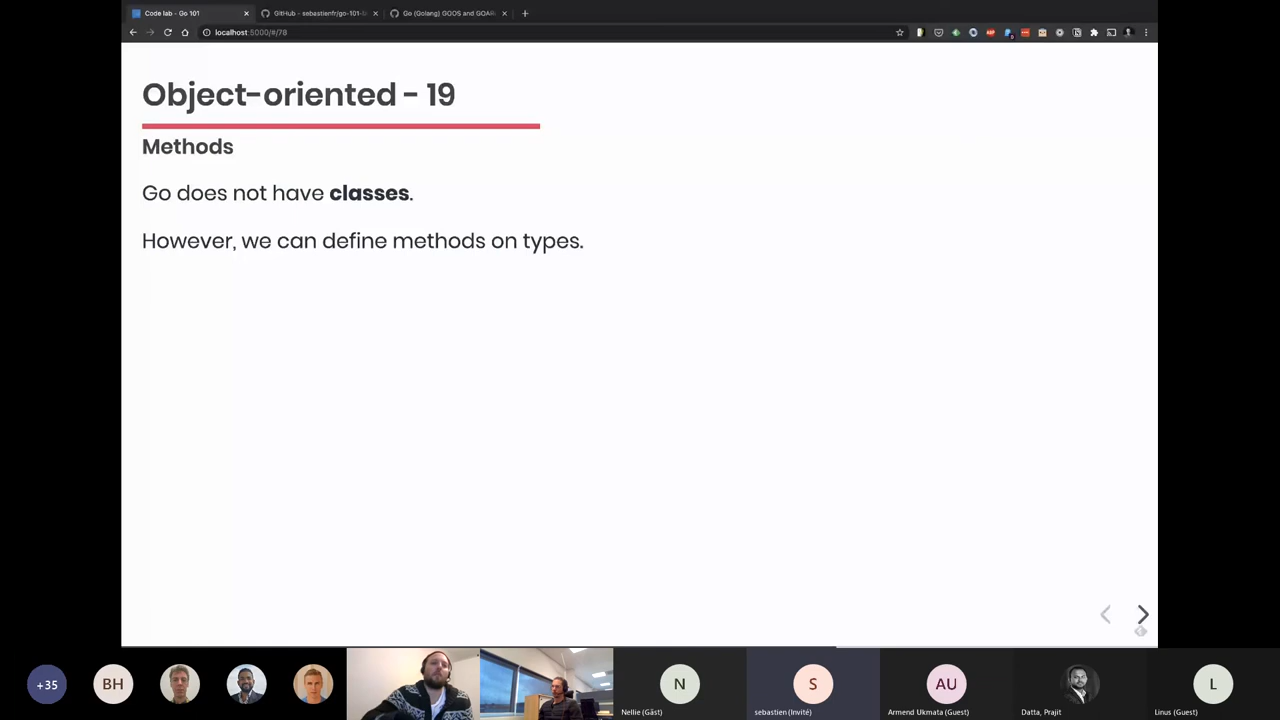 Code lab - Go 101
GitHub - sebastienfr/go-101-
Go (Golang) GOOS and GOAR
localhost:5000/#/78
Object-oriented - 19
Methods
Go does not have classes.
However, we can define methods on types.
+35
BH
N
S
AU
L
Nellie (Gäst)
sebastien (Invité)
Armend Ukmata (Guest)
Datta, Prajit
Linus (Guest)